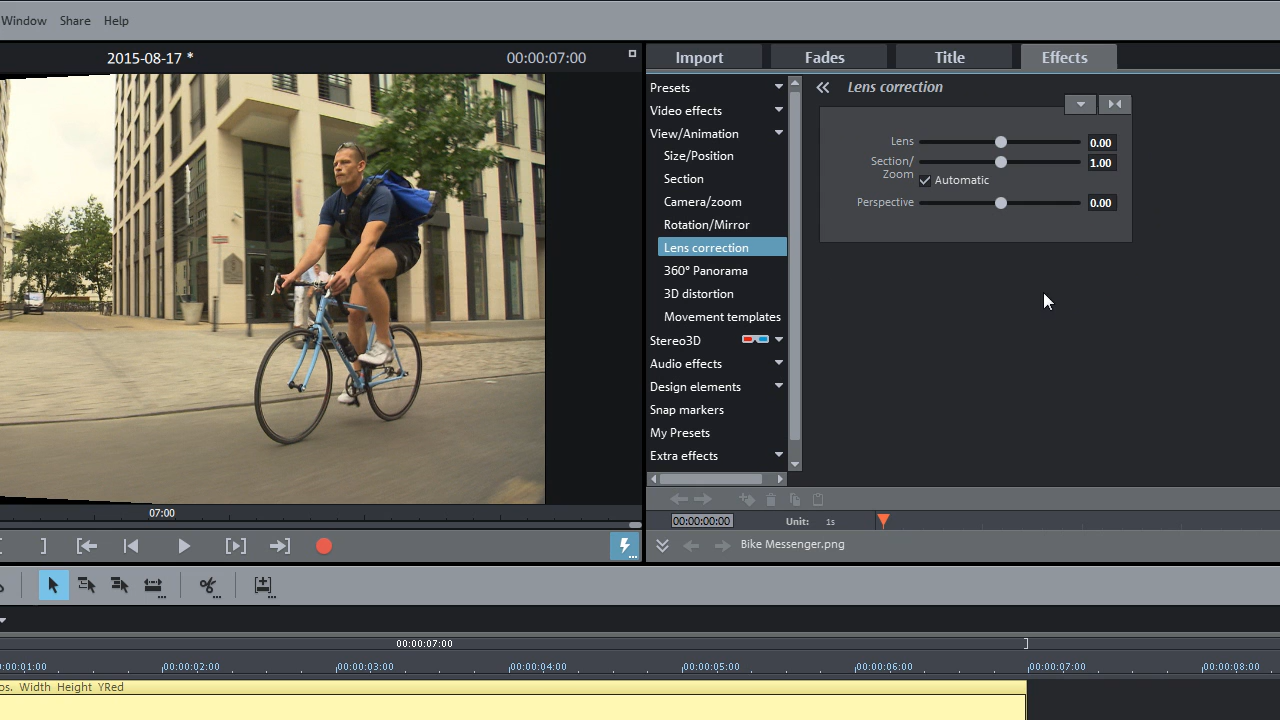 Window Share Help
2015-08-17 * 00:00:07:00
Import Fades Title Effects
Presets
Video effects
View/Animation
Size/Position
Section
Camera/zoom
Rotation/Mirror
Lens correction
360° Panorama
3D distortion
Movement templates
Stereo3D
Audio effects
Design elements
Snap markers
My Presets
Extra effects
Lens correction
Lens 0.00
Section/
Zoom 1.00
Automatic
Perspective 0.00
07:00
00:00:00:00 Unit: 1s
Bike Messenger.png
00:00:07:00
:00:01:00 00:00:02:00 00:00:03:00 00:00:04:00 00:00:05:00 00:00:06:00 00:00:07:00 00:00:08:00
os. Width Height YRed